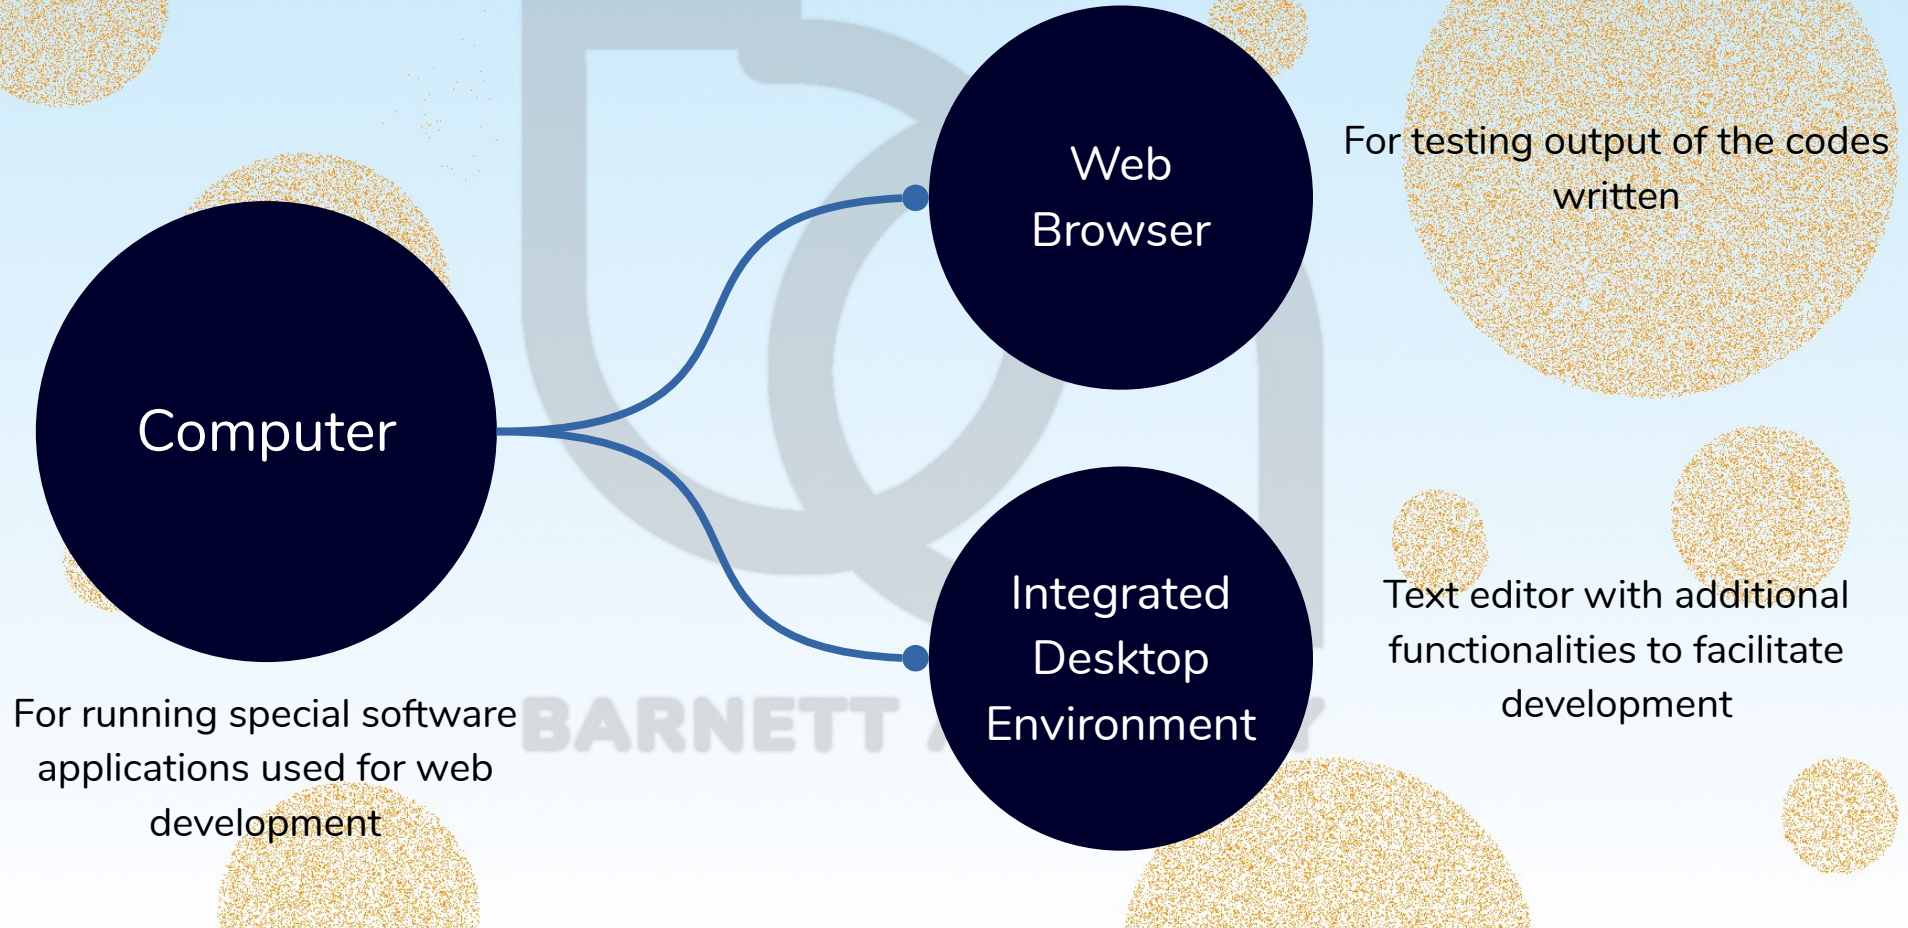 Computer
For running special software
applications used for web
development
Web
Browser
For testing output of the codes
written
Integrated
Desktop
Environment
Text editor with additional
functionalities to facilitate
development
BARNETT